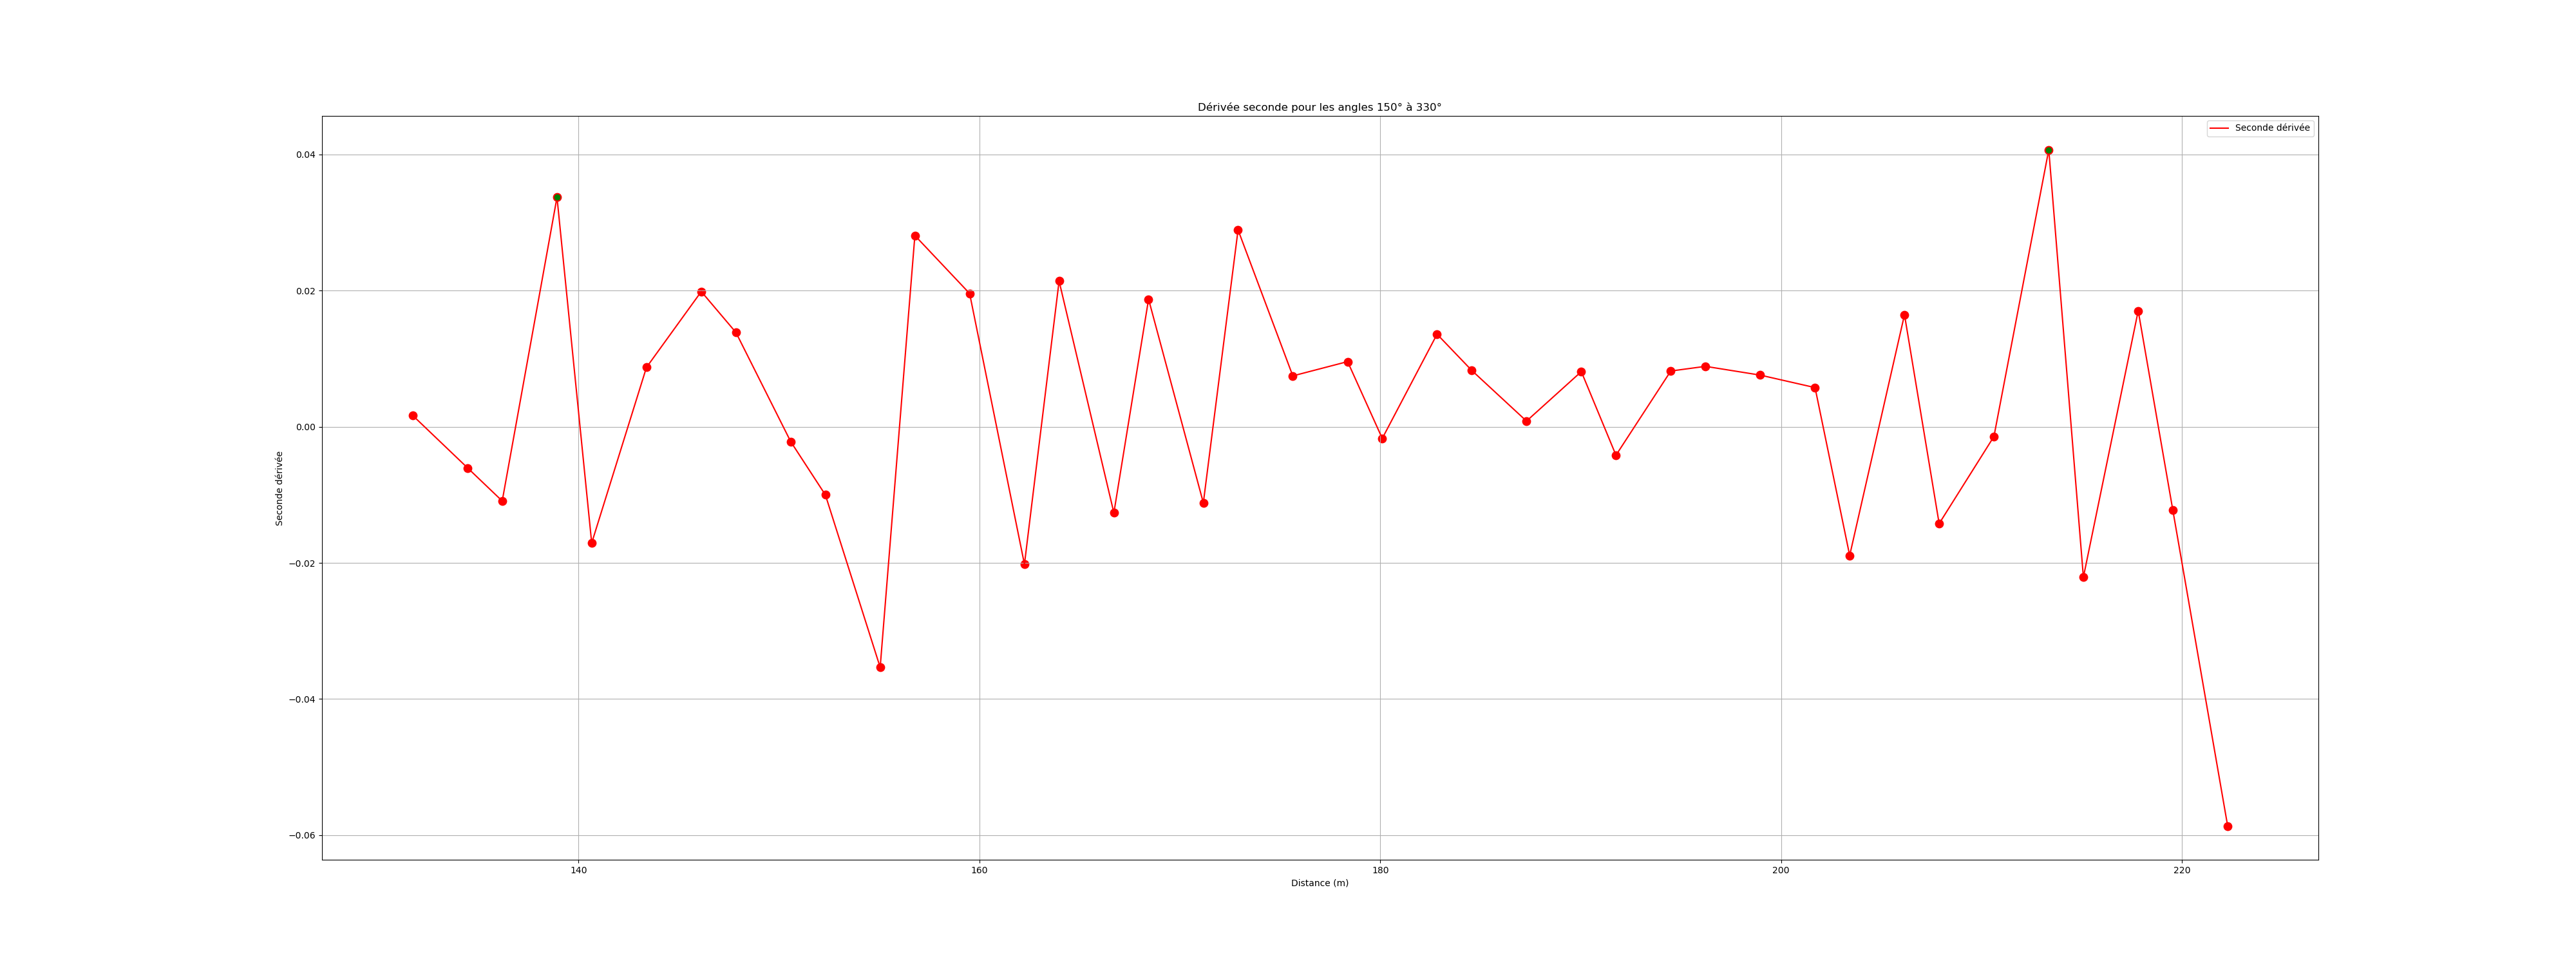 Dérivée seconde pour les angles 150° à 330°
Seconde dérivée
0.04
0.02
0.00
−0.02
−0.04
−0.06
Seconde dérivée
140
160
180
200
220
Distance (m)